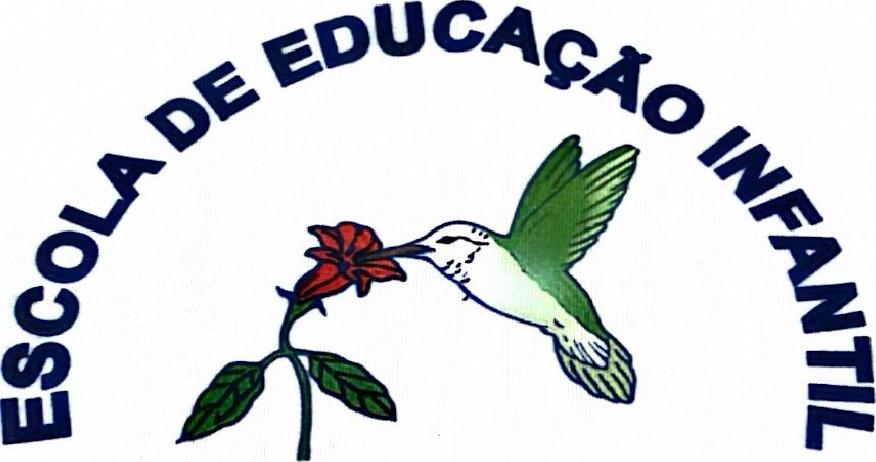 ESCOLA DE EDUCAÇÃO INFANTIL